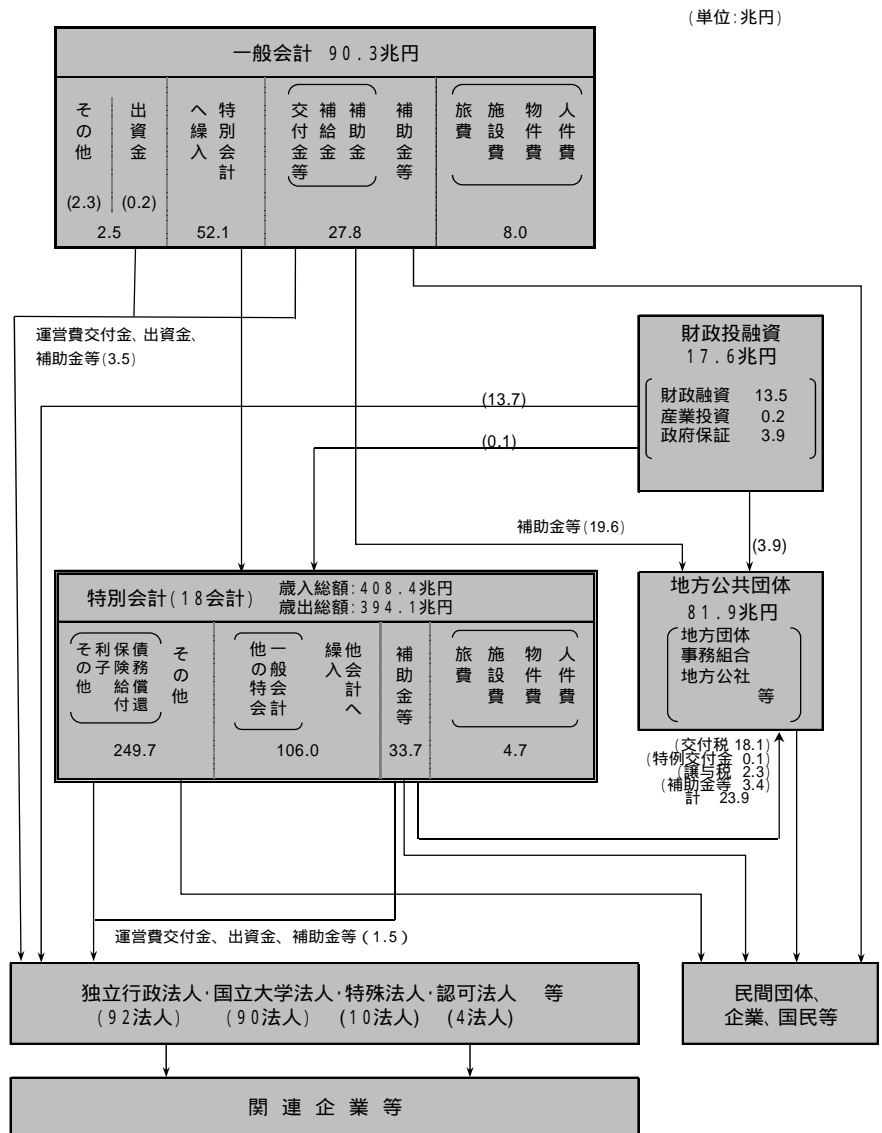 (単位:兆円)
一般会計 90.3兆円
その他
(2.3)
出資金
(0.2)
2.5
特別会計
へ繰入
52.1
補助金等
補助金
補給金
交付金等
27.8
人件費
物件費
施設費
旅費
8.0
運営費交付金、出資金、
補助金等(3.5)
財政投融資
17.6兆円
財政融資 13.5
産業投資 0.2
政府保証 3.9
(13.7)
(0.1)
補助金等(19.6)
(3.9)
特別会計(18会計)
歳入総額:408.4兆円
歳出総額:394.1兆円
その他
債務償還
保険給付
利子
その他
249.7
他会計へ
繰入
一般会計
他の特会
106.0
補助金等
33.7
人件費
物件費
施設費
旅費
4.7
地方公共団体
81.9兆円
地方団体
事務組合
地方公社
等
(交付税 18.1)
(特例交付金 0.1)
(譲与税 2.3)
(補助金等 3.4)
計 23.9
運営費交付金、出資金、補助金等(1.5)
独立行政法人・国立大学法人・特殊法人・認可法人 等
(92法人) (90法人) (10法人) (4法人)
民間団体、
企業、国民等
関連企業等